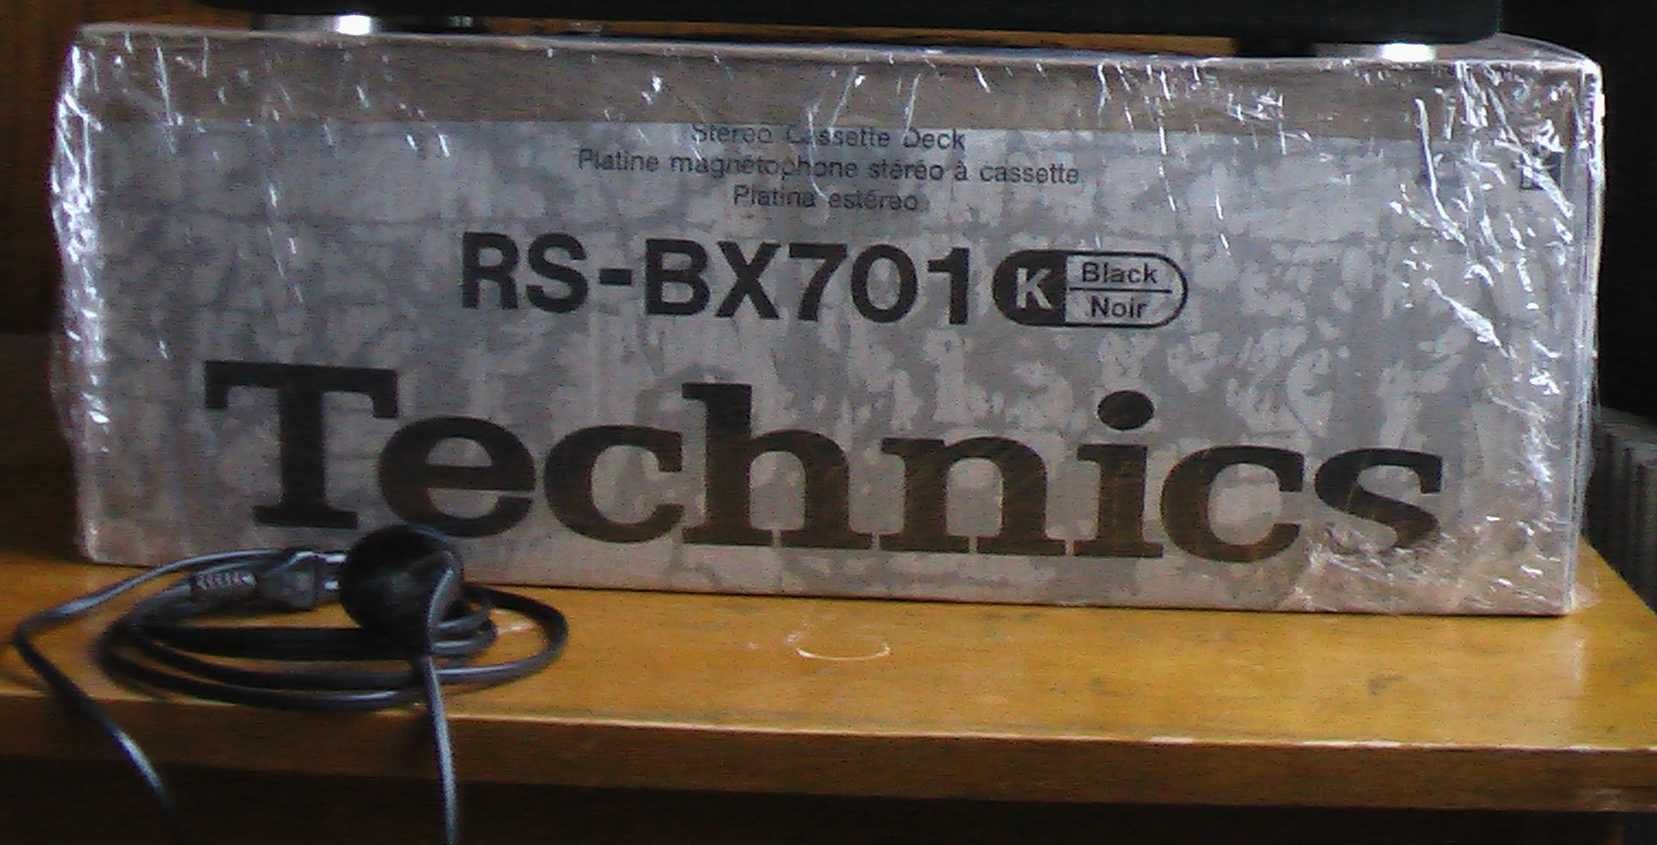 Stereo Cassette Deck
Platine magnétophone stéréo à cassette
Platina estéreo
RS-BX701 K Black
Noir
Technics